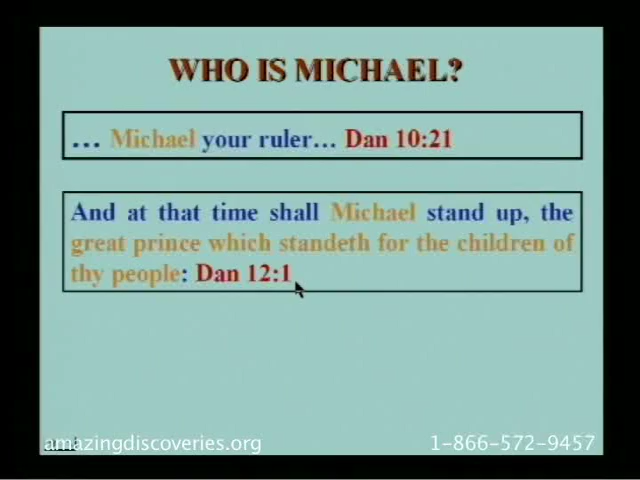 WHO IS MICHAEL?
... Michael your ruler... Dan 10:21
And at that time shall Michael stand up, the
great prince which standeth for the children of
thy people: Dan 12:1
amazingdiscoveries.org 1-866-572-9457